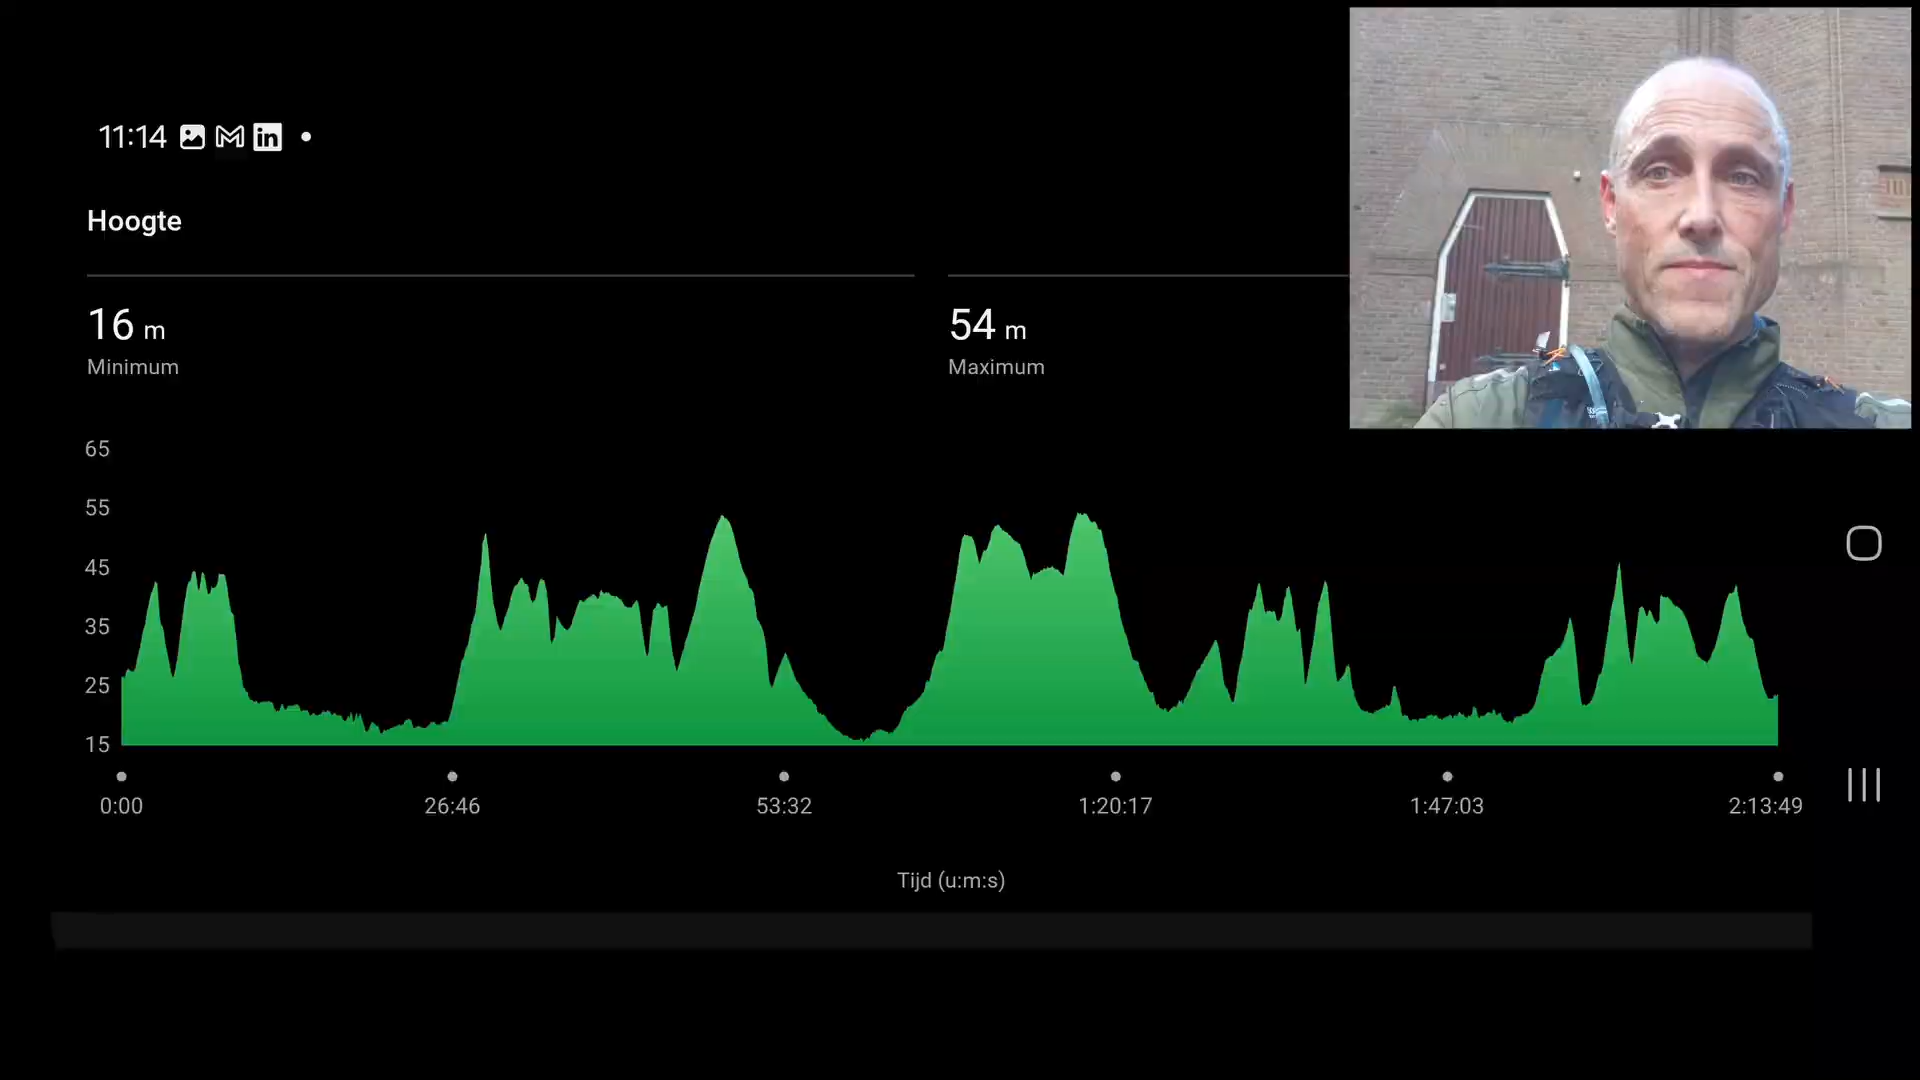 11:14
Hoogte
16 m
Minimum
54 m
Maximum
65
55
45
35
25
15
0:00 26:46 53:32 1:20:17 1:47:03 2:13:49
Tijd (u:m:s)